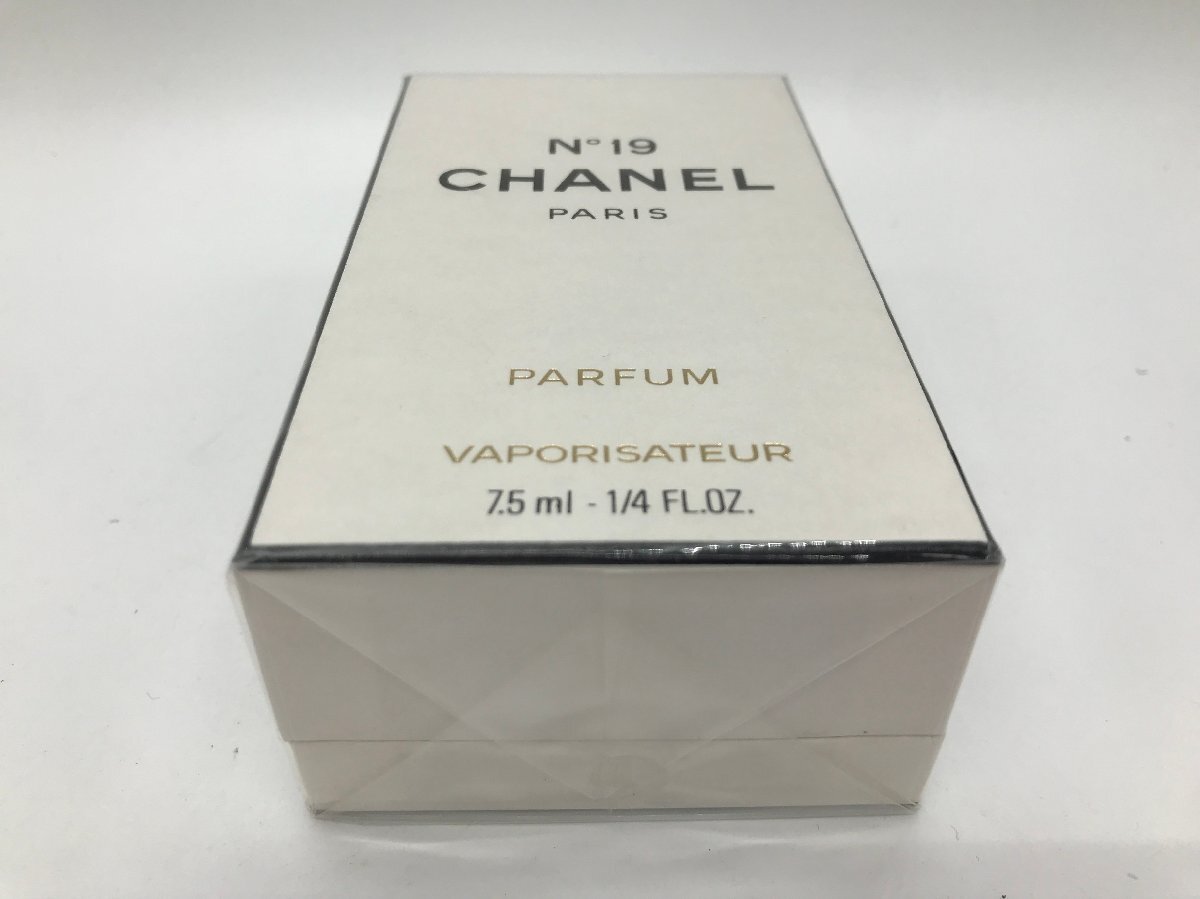 N°19
CHANEL
PARIS
PARFUM
VAPORISATEUR
7.5 ml - 1/4 FL.OZ.